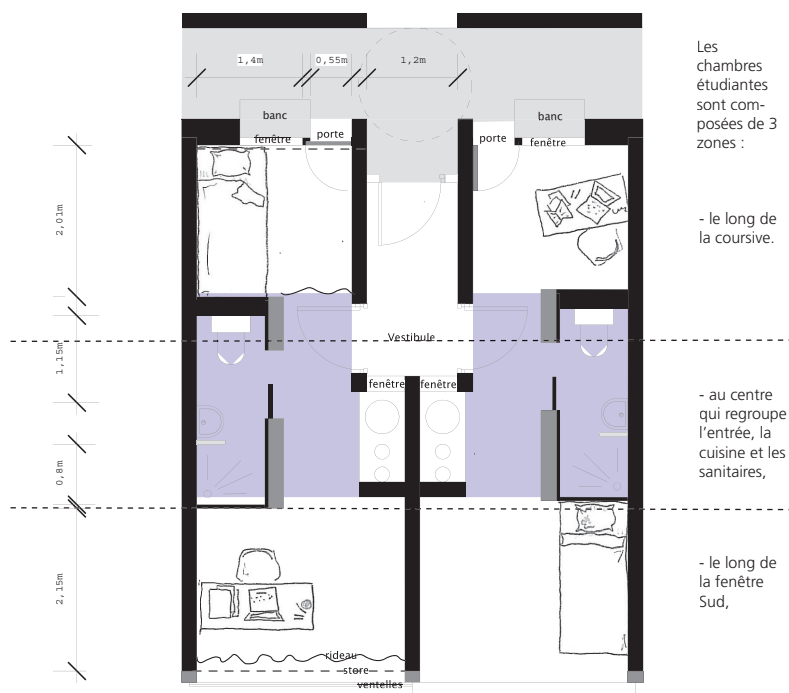 1,4m
0,55m
1,2m
Les
chambres
étudiantes
sont com-
posées de 3
zones :
banc
banc
fenêtre
porte
porte
fenêtre
2,01m
- le long de
la coursive.
Vestibule
1,15m
fenêtre
fenêtre
- au centre
qui regroupe
l'entrée, la
cuisine et les
sanitaires,
0,8m
- le long de
la fenêtre
Sud,
2,15m
rideau
store
ventelles